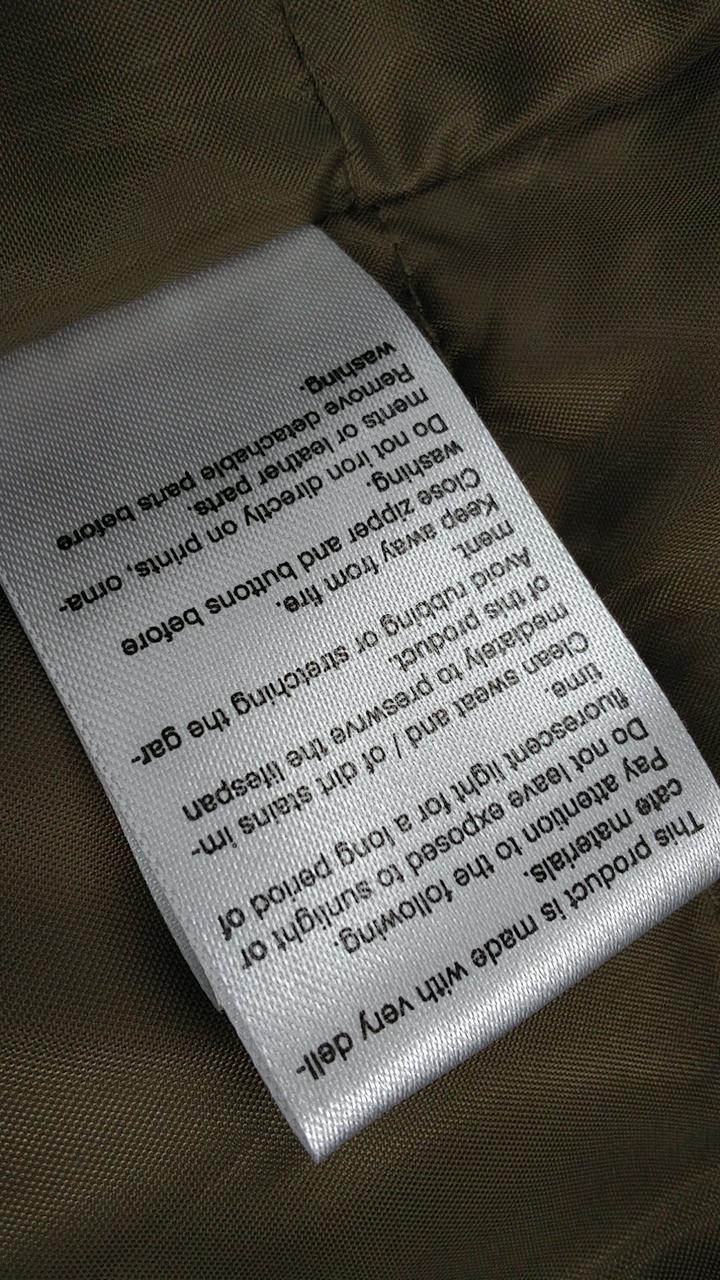 This product is made with very deli-
cate materials.
Pay attention to the following.
Do not leave exposed to sunlight or
fluorescent light for a long period of
time.
Clean sweat and / of dirt stains im-
mediately to preswrve the lifespan
of this product.
Avoid rubbing or stretching the gar-
ment.
Keep away from fire.
Close zipper and buttons before
washing.
Do not iron directly on prints, orna-
ments or leather parts.
Remove detachable parts before
washing.